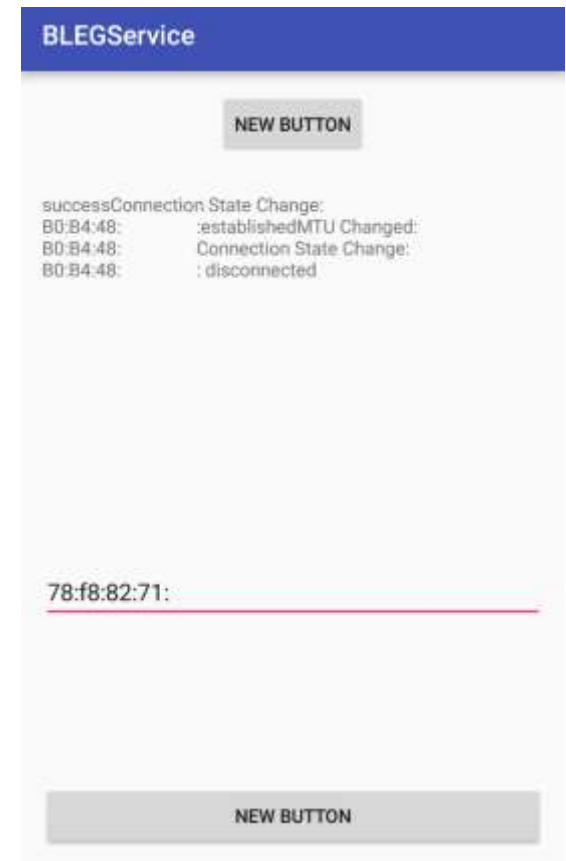 BLEGService
NEW BUTTON
successConnection State Change:
B0:B4:48: :establishedMTU Changed:
B0:B4:48: Connection State Change:
B0:B4:48: : disconnected
78:f8:82:71:
NEW BUTTON